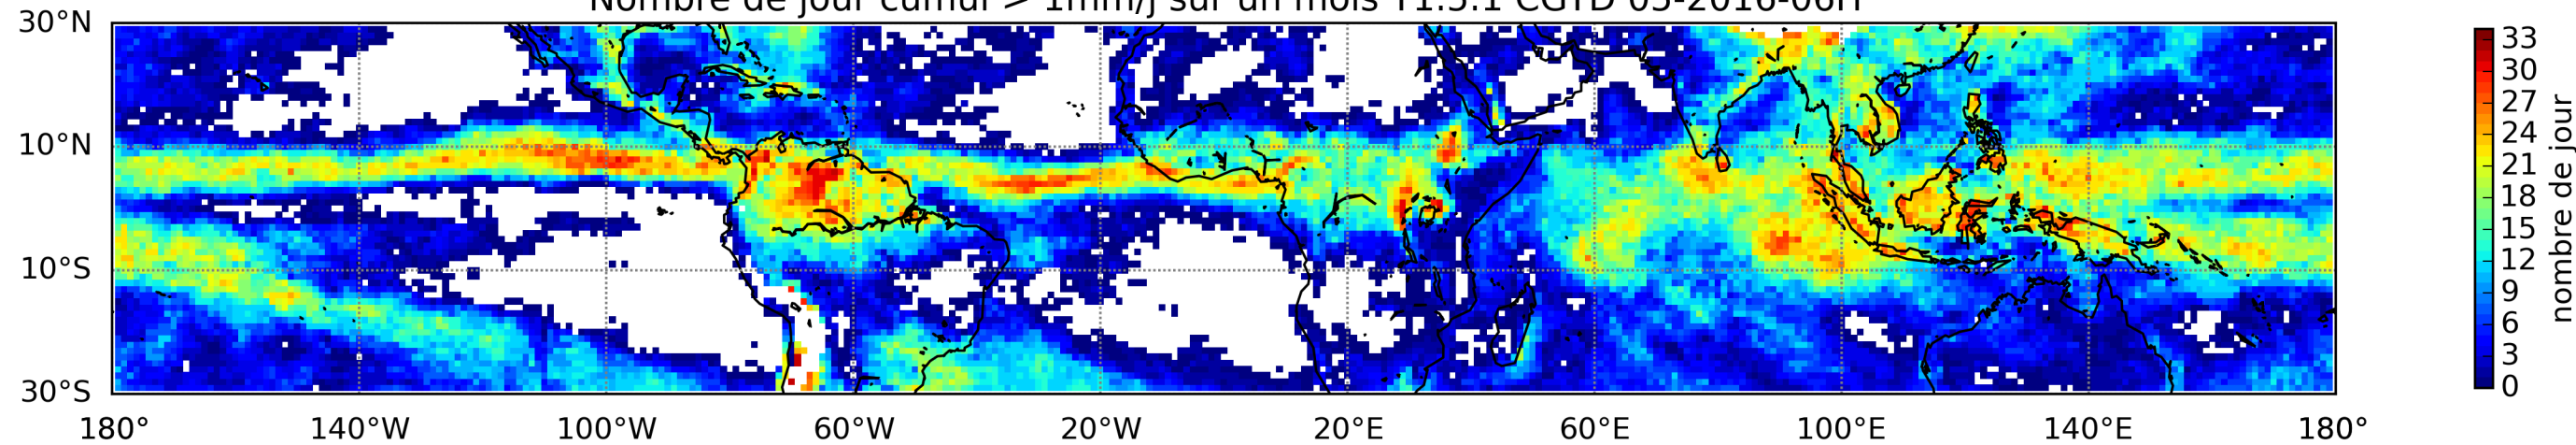 Nombre de jour cumul > 1mm/j sur un mois T1.5.1 CGTD 05-2016-06H
30°N
10°N
10°S
30°S
180° 140°W 100°W 60°W 20°W 20°E 60°E 100°E 140°E 180°
33
30
27
24
21
18
15
12
9
6
3
0
nombre de jour